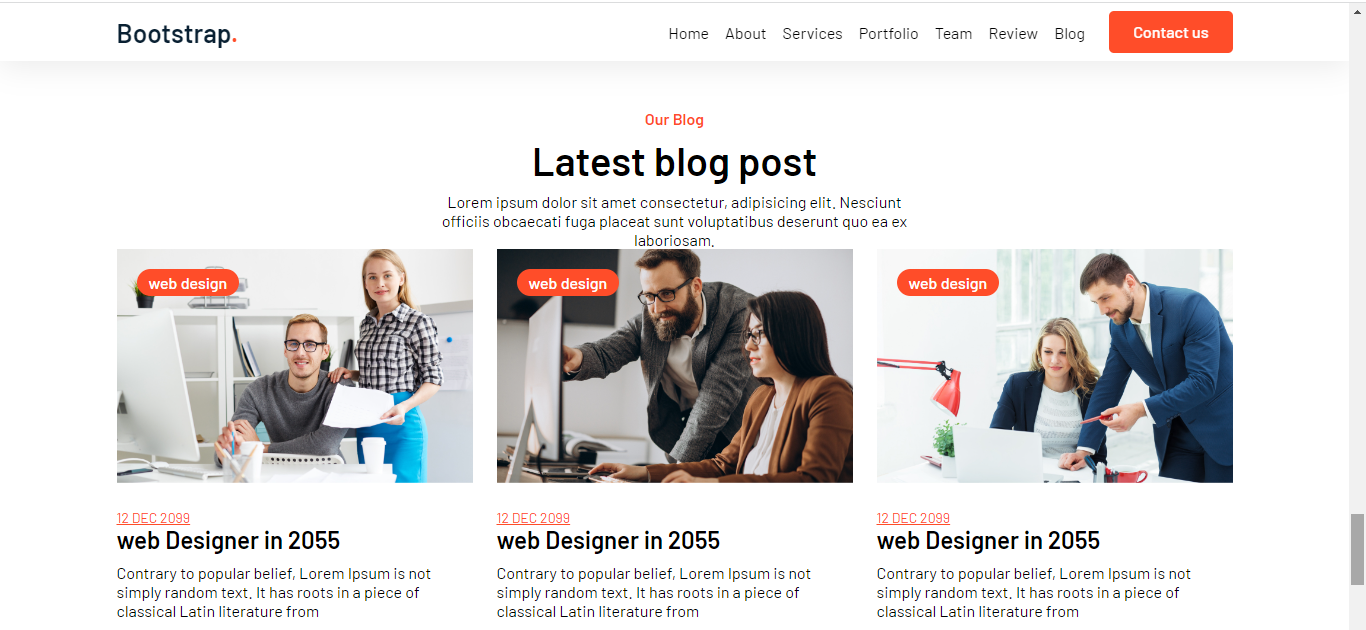 Bootstrap.
Home About Services Portfolio Team Review Blog Contact us
Our Blog
Latest blog post
Lorem ipsum dolor sit amet consectetur, adipisicing elit. Nesciunt
officiis obcaecati fuga placeat sunt voluptatibus deserunt quo ea ex
laboriosam.
web design
web design
web design
12 DEC 2099
web Designer in 2055
Contrary to popular belief, Lorem Ipsum is not
simply random text. It has roots in a piece of
classical Latin literature from
12 DEC 2099
web Designer in 2055
Contrary to popular belief, Lorem Ipsum is not
simply random text. It has roots in a piece of
classical Latin literature from
12 DEC 2099
web Designer in 2055
Contrary to popular belief, Lorem Ipsum is not
simply random text. It has roots in a piece of
classical Latin literature from